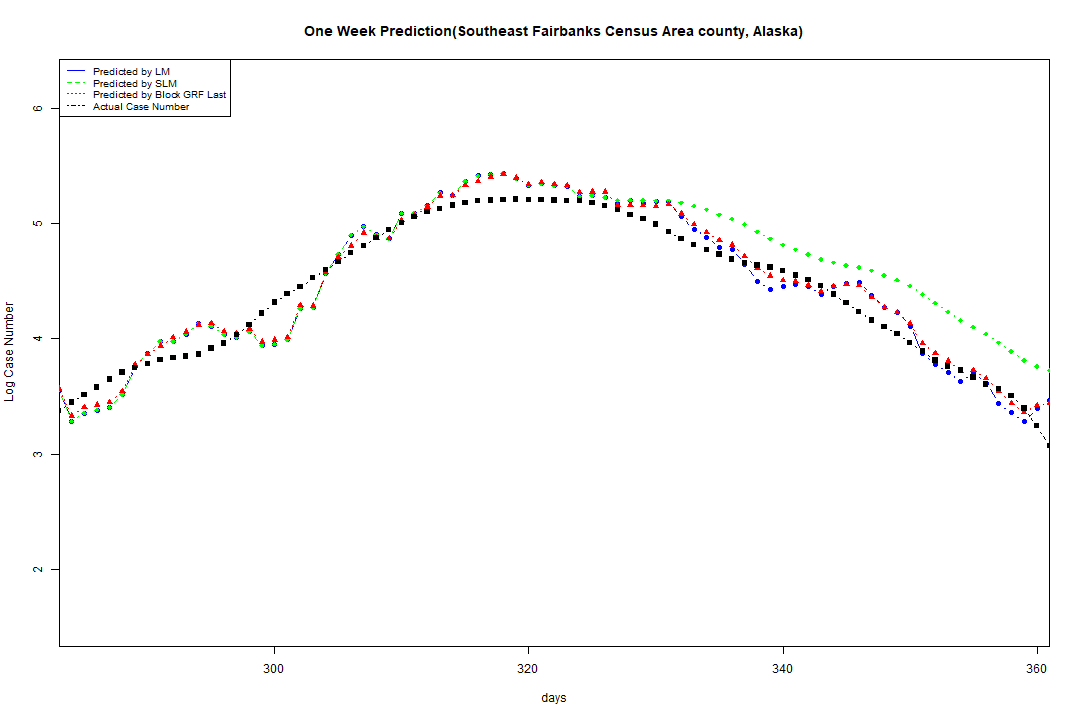 One Week Prediction(Southeast Fairbanks Census Area county, Alaska)
Predicted by LM
Predicted by SLM
Predicted by Block GRF Last
Actual Case Number
6
5
4
3
2
Log Case Number
300
320
340
360
days